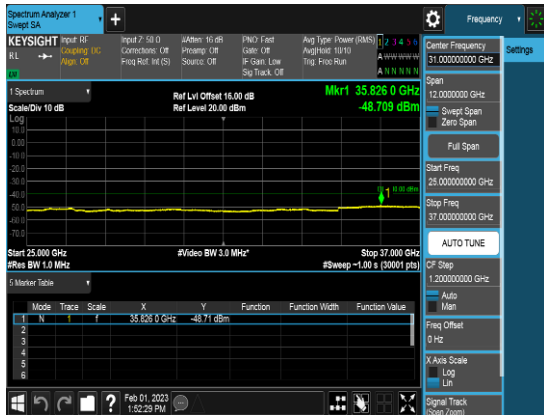 Spectrum Analyzer 1
Swept SA
Frequency
KEYSIGHT
RL
Input: RF
Coupling: DC
Align: Off
Input Z: 50 Ω
Corrections: Off
Freq Ref: Int (S)
#Atten: 16 dB
Preamp: Off
Source: Off
PNO: Fast
Gate: Off
IF Gain: Low
Sig Track: Off
Avg Type: Power (RMS)
Avg|Hold: 10/10
Trig: Free Run
1 2 3 4 5 6
A W W W W W
A N N N N N
1 Spectrum
Scale/Div 10 dB
Ref Lvl Offset 16.00 dB
Ref Level 20.00 dBm
Mkr1 35.826 0 GHz
-48.709 dBm
Log
10.0
0.00
-10.0
-20.0
-30.0
-40.0
-50.0
-60.0
-70.0
1
Start 25.000 GHz
#Res BW 1.0 MHz
#Video BW 3.0 MHz*
Stop 37.000 GHz
#Sweep ~1.00 s (30001 pts)
5 Marker Table
Mode Trace Scale X Y Function Function Width Function Value
1 N 1 f 35.826 0 GHz -48.71 dBm
2
3
4
5
6
Feb 01, 2023
1:52:29 PM
Center Frequency
31.000000000 GHz
Settings
Span
12.0000000 GHz
Swept Span
Zero Span
Full Span
Start Freq
25.000000000 GHz
Stop Freq
37.000000000 GHz
AUTO TUNE
CF Step
1.200000000 GHz
Auto
Man
Freq Offset
0 Hz
X Axis Scale
Log
Lin
Signal Track
(Span Zoom)